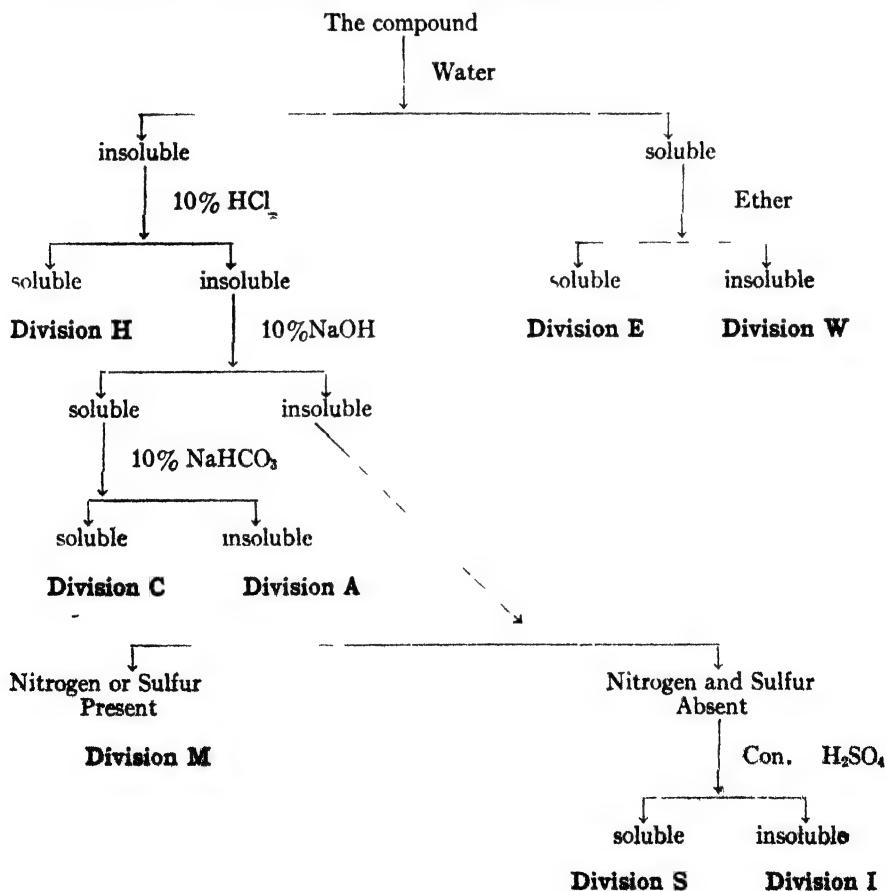 The compound
Water
insoluble soluble
10% HCl Ether
soluble insoluble soluble insoluble
Division H 10%NaOH Division E Division W
soluble insoluble
10% NaHCO₃
soluble insoluble
Division C Division A
Nitrogen or Sulfur Nitrogen and Sulfur
Present Absent
Division M Con. H₂SO₄
soluble insoluble
Division S Division I